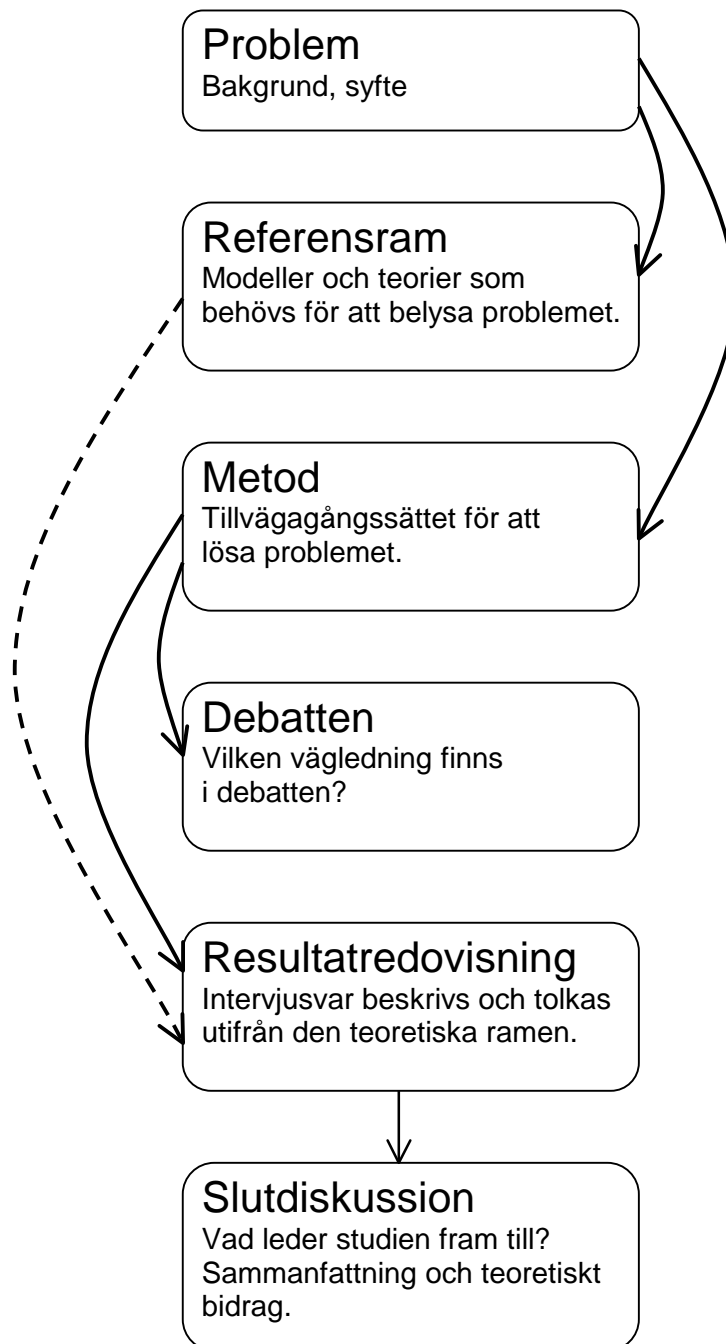 Problem
Bakgrund, syfte
Referensram
Modeller och teorier som
behövs för att belysa problemet.
Metod
Tillvägagångssättet för att
lösa problemet.
Debatten
Vilken vägledning finns
i debatten?
Resultatredovisning
Intervjusvar beskrivs och tolkas
utifrån den teoretiska ramen.
Slutdiskussion
Vad leder studien fram till?
Sammanfattning och teoretiskt
bidrag.